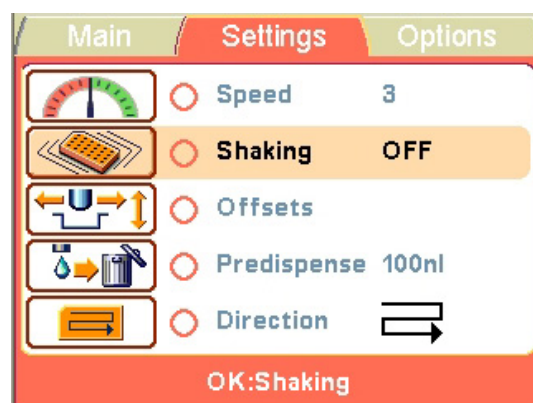 Main Settings Options
Speed 3
Shaking OFF
Offsets
Predispense 100nl
Direction
OK:Shaking